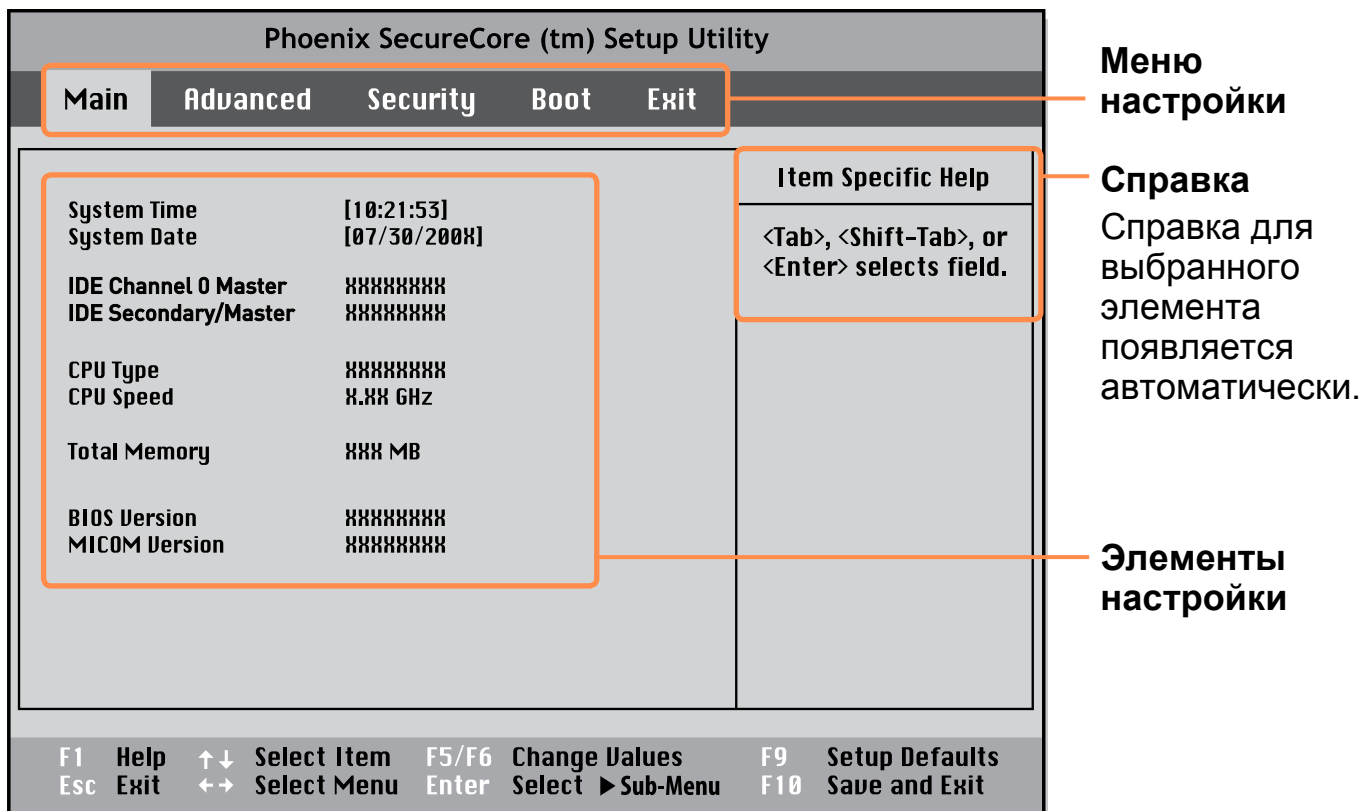 Phoenix SecureCore (tm) Setup Utility
Main Advanced Security Boot Exit
Меню
настройки
System Time [10:21:53]
System Date [07/30/200X]
IDE Channel 0 Master XXXXXXXX
IDE Secondary/Master XXXXXXXX
CPU Type XXXXXXXX
CPU Speed X.XX GHz
Total Memory XXX MB
BIOS Version XXXXXXXX
MICOM Version XXXXXXXX
Item Specific Help
<Tab>, <Shift-Tab>, or
<Enter> selects field.
Справка
Справка для
выбранного
элемента
появляется
автоматически.
Элементы
настройки
F1 Help ↑↓ Select Item F5/F6 Change Values F9 Setup Defaults
Esc Exit ←→ Select Menu Enter Select ▶Sub-Menu F10 Save and Exit